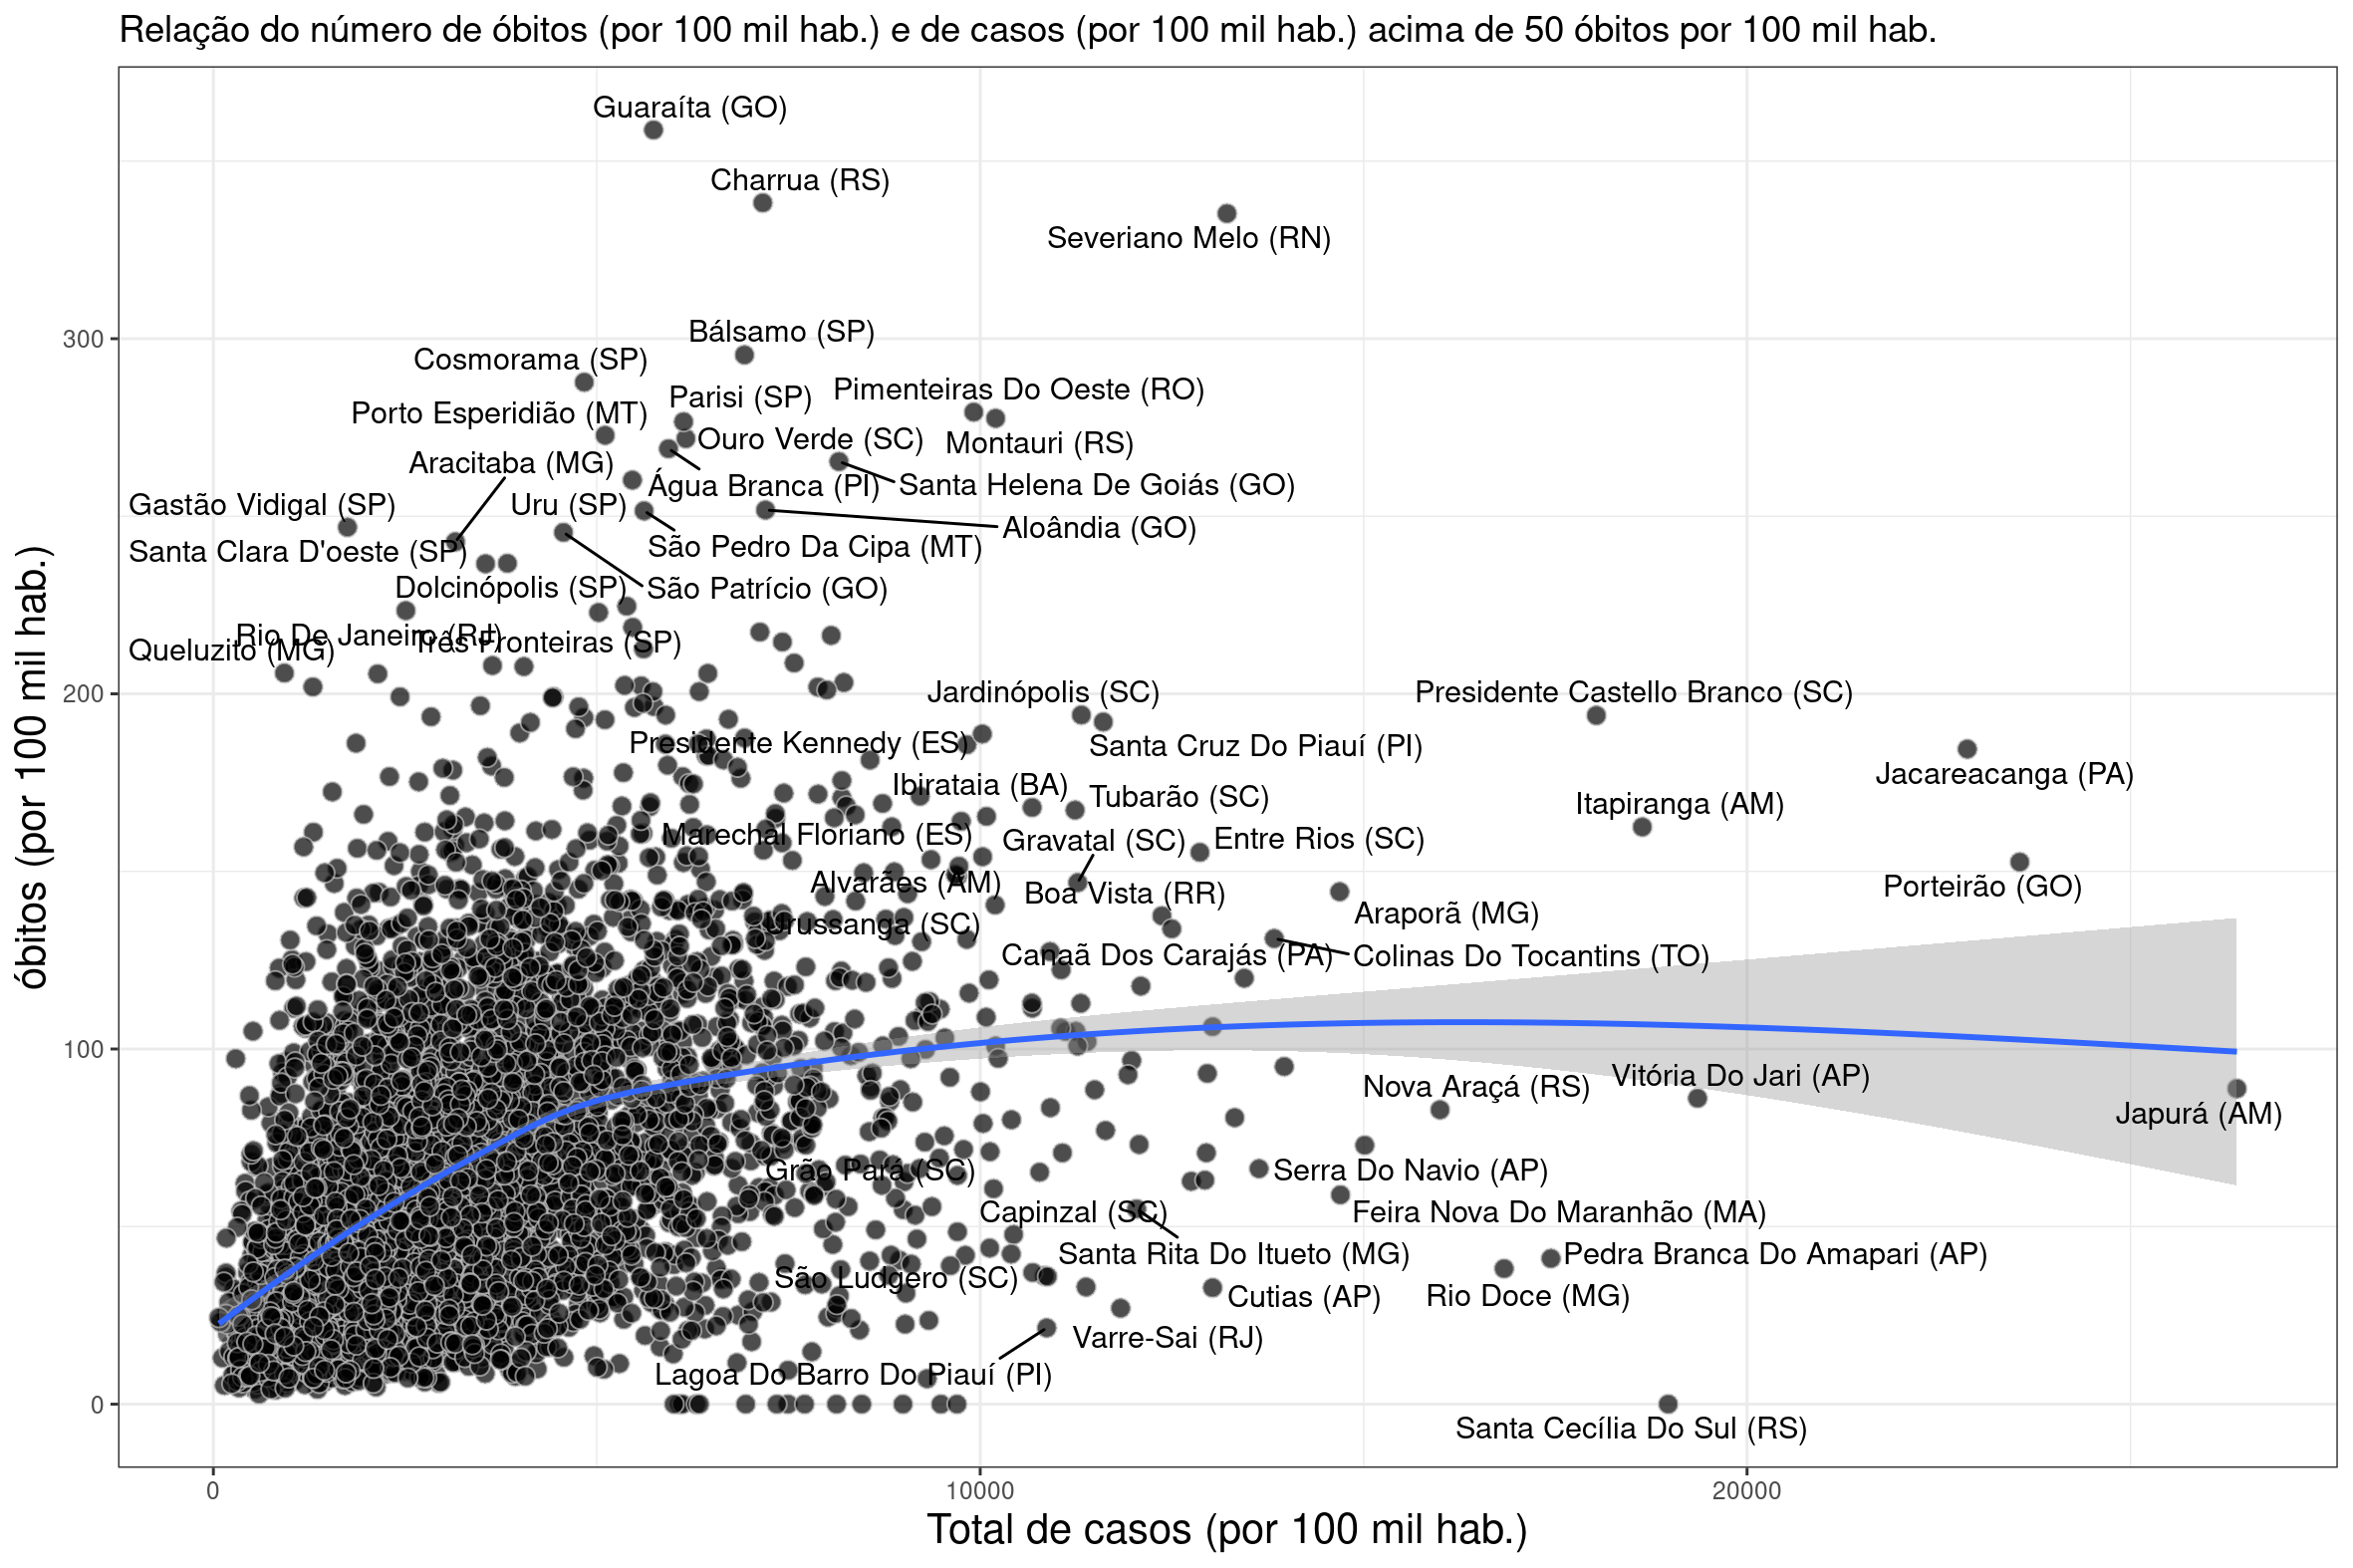 Relação do número de óbitos (por 100 mil hab.) e de casos (por 100 mil hab.) acima de 50 óbitos por 100 mil hab.
Guaraíta (GO)
Charrua (RS)
Severiano Melo (RN)
300
Bálsamo (SP)
Cosmorama (SP)
Parisi (SP)
Pimenteiras Do Oeste (RO)
Porto Esperidião (MT)
Ouro Verde (SC)
Montauri (RS)
Aracitaba (MG)
Água Branca (PI)
Santa Helena De Goiás (GO)
Gastão Vidigal (SP)
Uru (SP)
Aloândia (GO)
Santa Clara D'oeste (SP)
São Pedro Da Cipa (MT)
Dolcinópolis (SP)
São Patrício (GO)
Rio De Janeiro (RJ)
Três Fronteiras (SP)
Queluzito (MG)
200
Jardinópolis (SC)
Presidente Castello Branco (SC)
Presidente Kennedy (ES)
Santa Cruz Do Piauí (PI)
Jacareacanga (PA)
Ibirataia (BA)
Tubarão (SC)
Itapiranga (AM)
Marechal Floriano (ES)
Gravatal (SC)
Entre Rios (SC)
Alvarães (AM)
Boa Vista (RR)
Porteirão (GO)
Araporã (MG)
Urussanga (SC)
Canaã Dos Carajás (PA)
Colinas Do Tocantins (TO)
100
Nova Araçá (RS)
Vitória Do Jari (AP)
Japurá (AM)
Grão Pará (SC)
Serra Do Navio (AP)
Capinzal (SC)
Feira Nova Do Maranhão (MA)
Santa Rita Do Itueto (MG)
Pedra Branca Do Amapari (AP)
São Ludgero (SC)
Cutias (AP)
Rio Doce (MG)
Varre-Sai (RJ)
Lagoa Do Barro Do Piauí (PI)
0
Santa Cecília Do Sul (RS)
0
10000
20000
Total de casos (por 100 mil hab.)
óbitos (por 100 mil hab.)